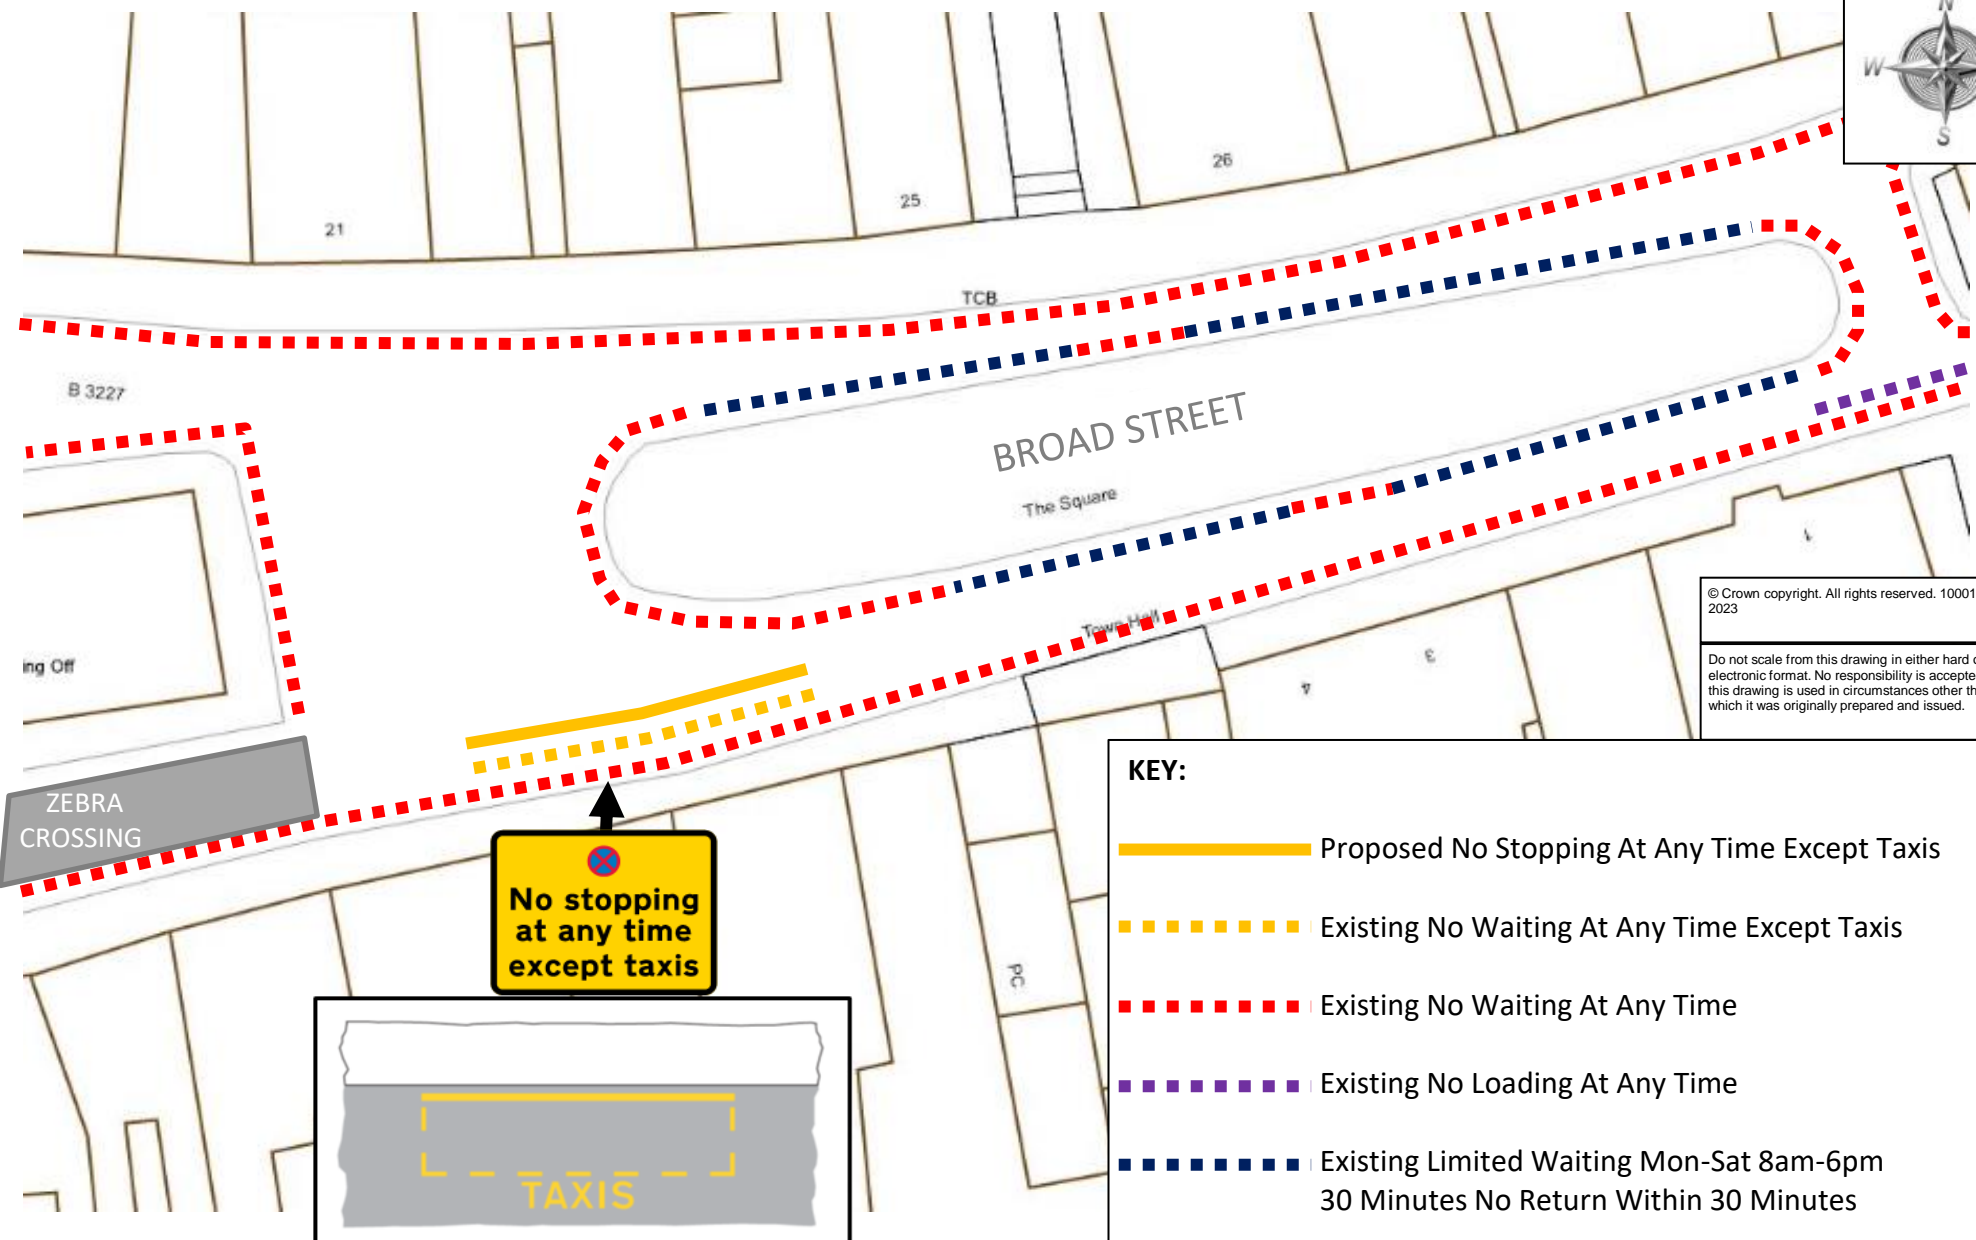 N
W
S
26
25
21
TCB
B 3227
BROAD STREET
The Square
1
© Crown copyright. All rights reserved. 10001
2023
Town Hall
3
4
ing Off
Do not scale from this drawing in either hard
electronic format. No responsibility is accepte
this drawing is used in circumstances other th
which it was originally prepared and issued.
ZEBRA
CROSSING
KEY:
Proposed No Stopping At Any Time Except Taxis
Existing No Waiting At Any Time Except Taxis
Existing No Waiting At Any Time
Existing No Loading At Any Time
Existing Limited Waiting Mon-Sat 8am-6pm
30 Minutes No Return Within 30 Minutes
No stopping
at any time
except taxis
PC
TAXIS